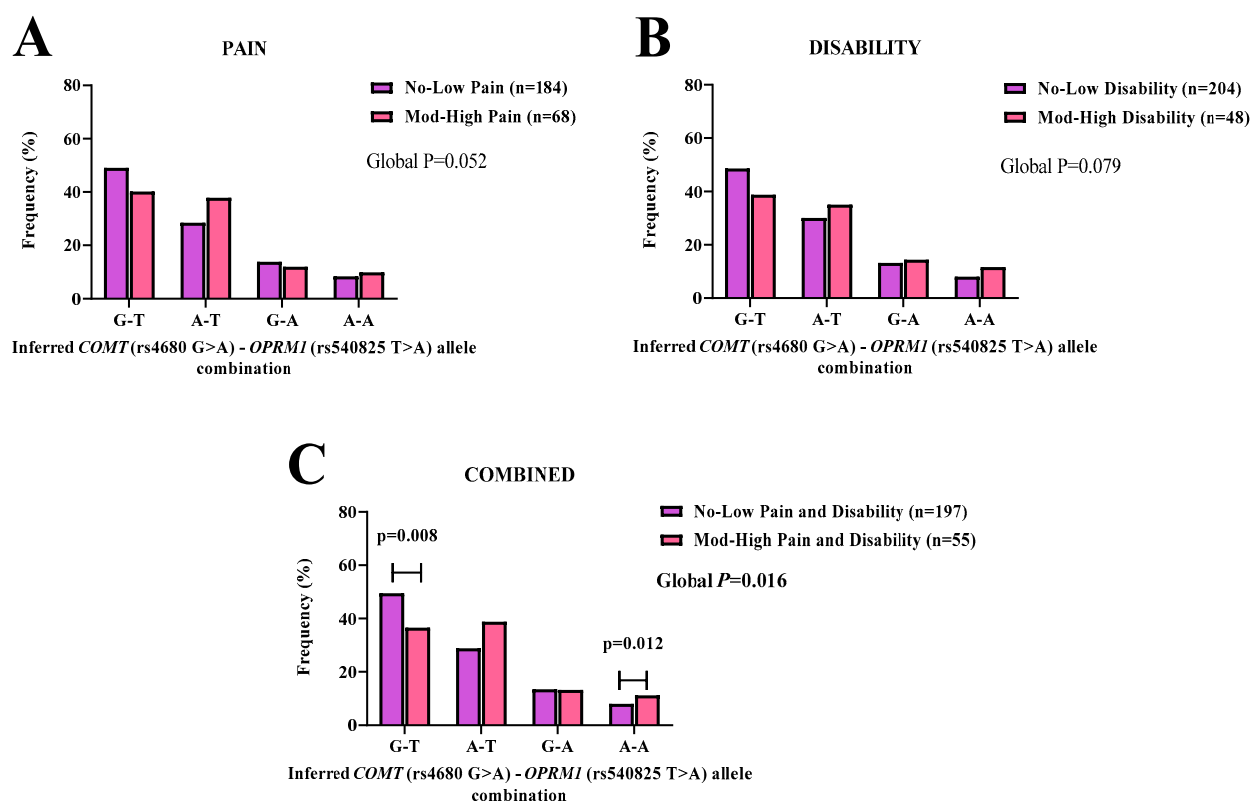 A
PAIN
No-Low Pain (n=184)
Mod-High Pain (n=68)
Global P=0.052
Frequency (%)
80
60
40
20
0
G-T A-T G-A A-A
Inferred COMT (rs4680 G>A) - OPRM1 (rs540825 T>A) allele
combination
B
DISABILITY
No-Low Disability (n=204)
Mod-High Disability (n=48)
Global P=0.079
Frequency (%)
80
60
40
20
0
G-T A-T G-A A-A
Inferred COMT (rs4680 G>A) - OPRM1 (rs540825 T>A) allele
combination
C
COMBINED
No-Low Pain and Disability (n=197)
Mod-High Pain and Disability (n=55)
Global P=0.016
p=0.008
p=0.012
Frequency (%)
80
60
40
20
0
G-T A-T G-A A-A
Inferred COMT (rs4680 G>A) - OPRM1 (rs540825 T>A) allele
combination